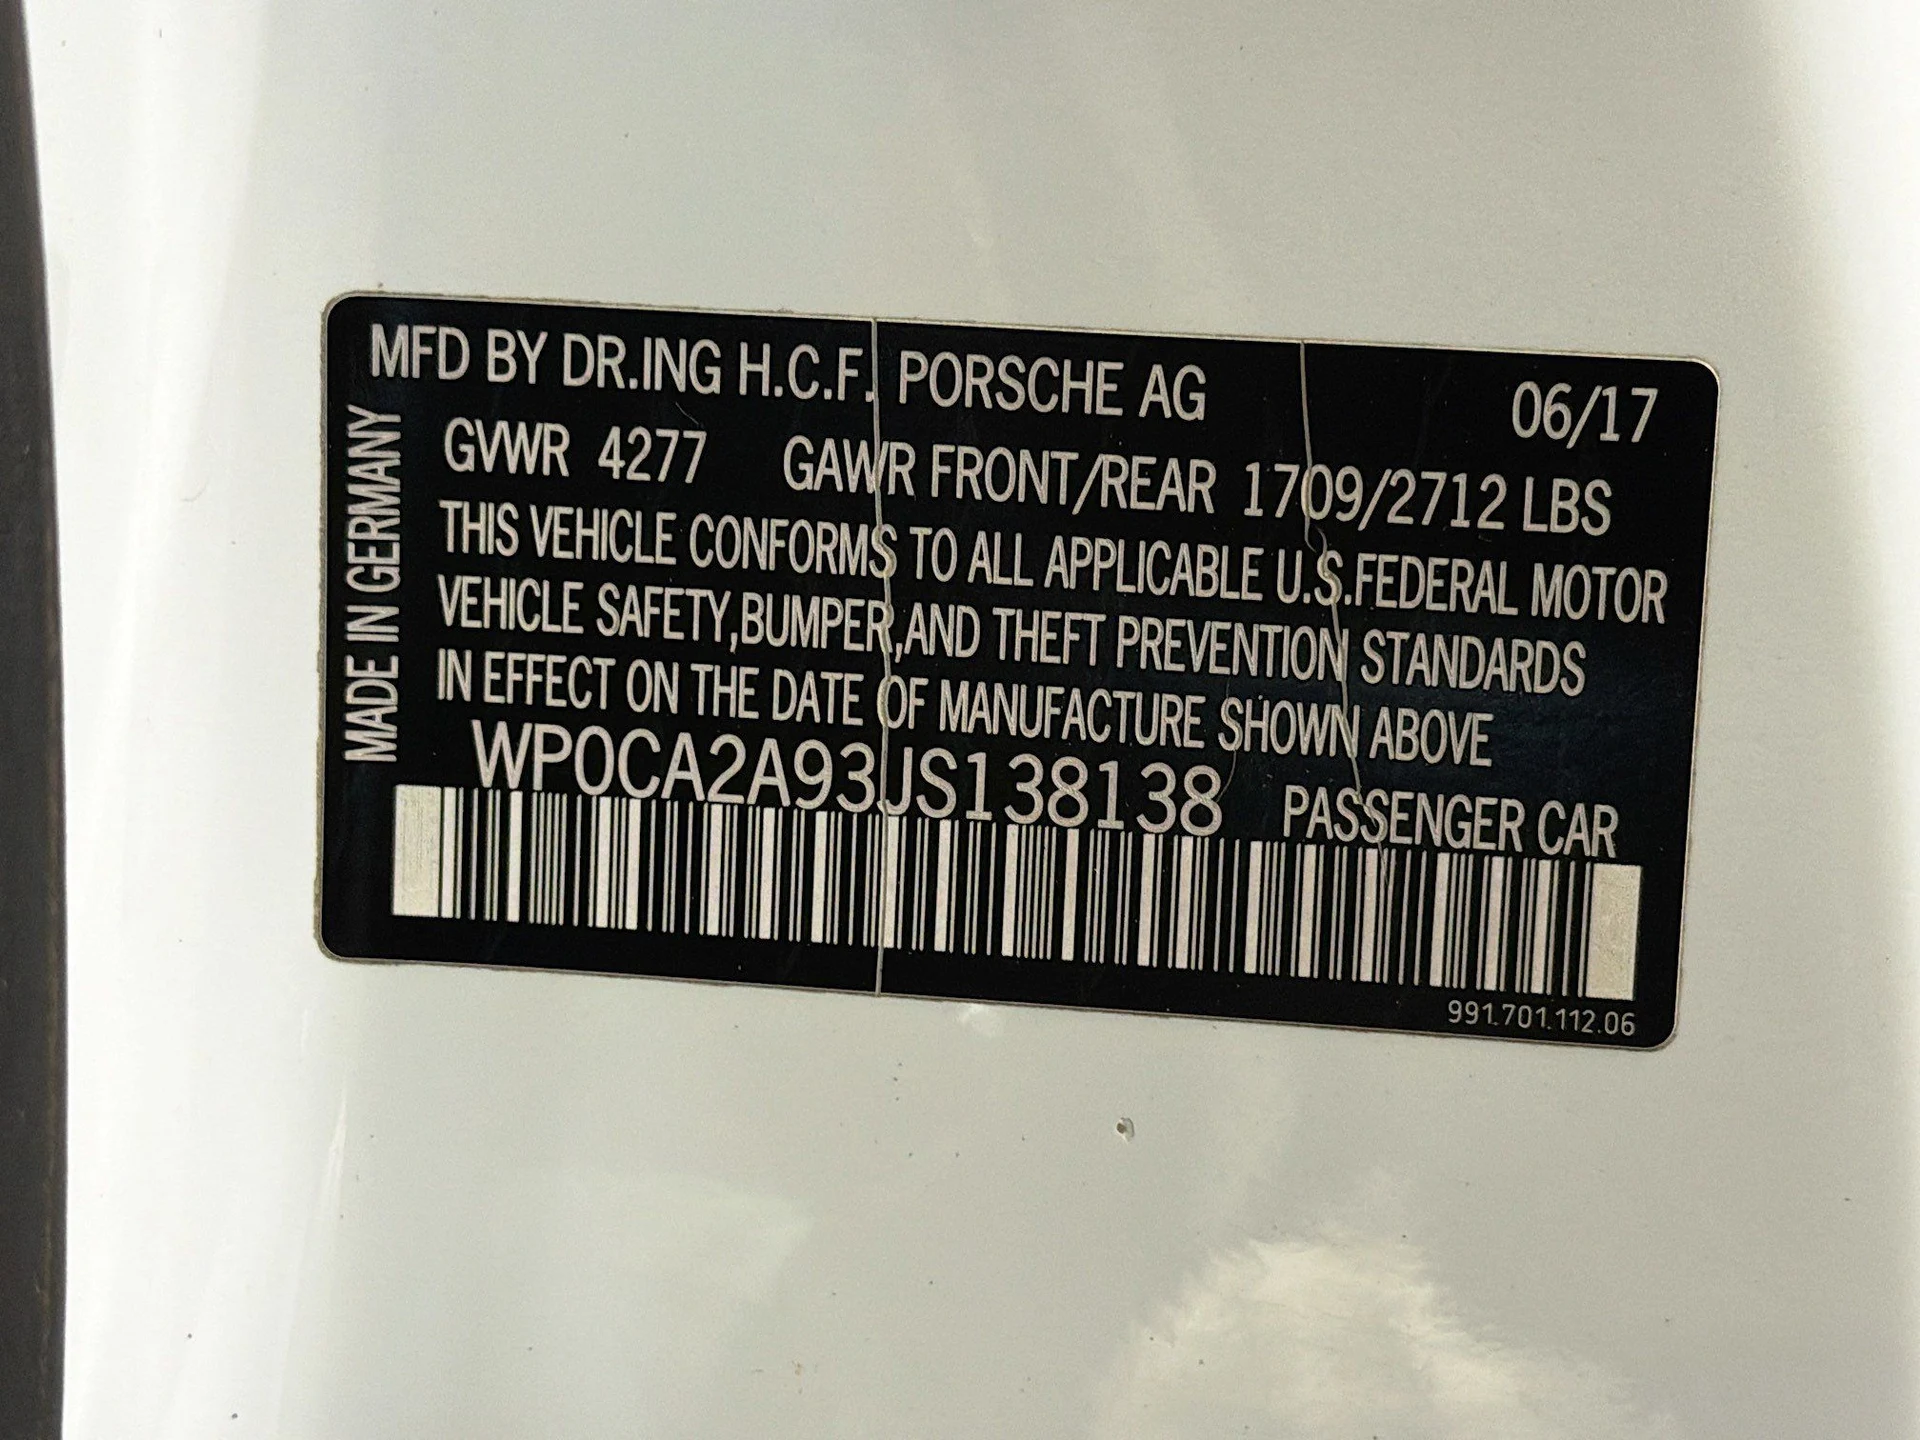 MFD BY DR.ING H.C.F. PORSCHE AG 06/17
GVWR 4277 GAWR FRONT/REAR 1709/2712 LBS
THIS VEHICLE CONFORMS TO ALL APPLICABLE U.S.FEDERAL MOTOR
VEHICLE SAFETY,BUMPER,AND THEFT PREVENTION STANDARDS
IN EFFECT ON THE DATE OF MANUFACTURE SHOWN ABOVE
WP0CA2A93JS138138 PASSENGER CAR
991.701.112.06
MADE IN GERMANY